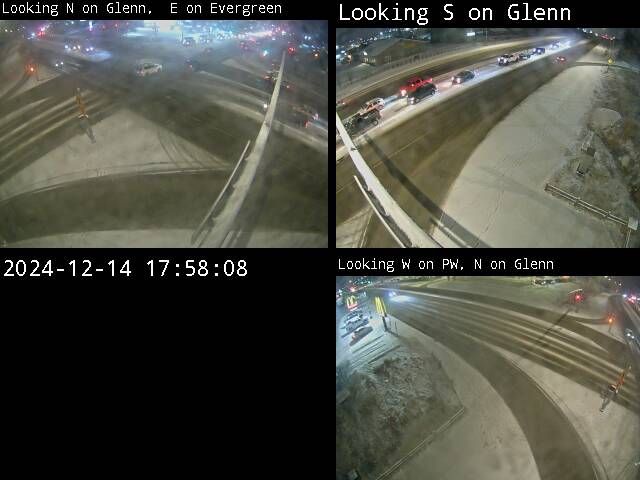 Looking N on Glenn,  E on Evergreen
Looking S on Glenn
2024-12-14 17:58:08
Looking W on PW, N on Glenn